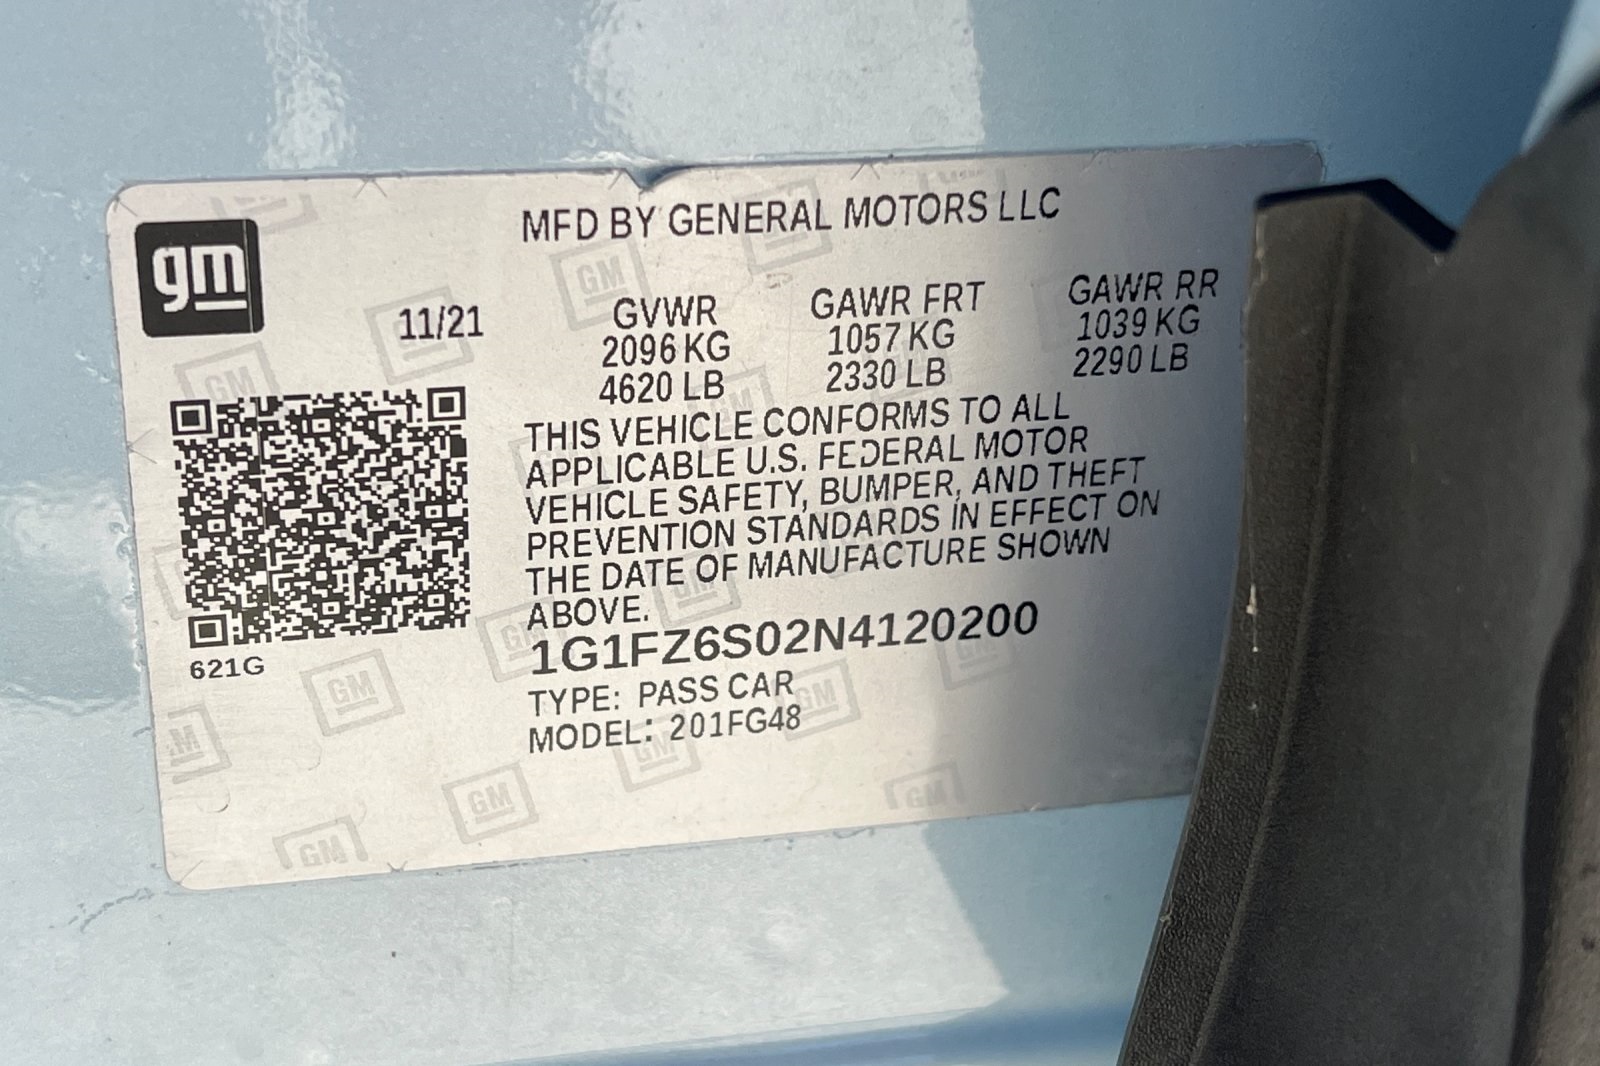 MFD BY GENERAL MOTORS LLC
gm
11/21
GVWR GAWR FRT GAWR RR
2096 KG 1057 KG 1039 KG
4620 LB 2330 LB 2290 LB
THIS VEHICLE CONFORMS TO ALL
APPLICABLE U.S. FEDERAL MOTOR
VEHICLE SAFETY, BUMPER, AND THEFT
PREVENTION STANDARDS IN EFFECT ON
THE DATE OF MANUFACTURE SHOWN
ABOVE.
1G1FZ6S02N4120200
621G
TYPE: PASS CAR
MODEL: 201FG48